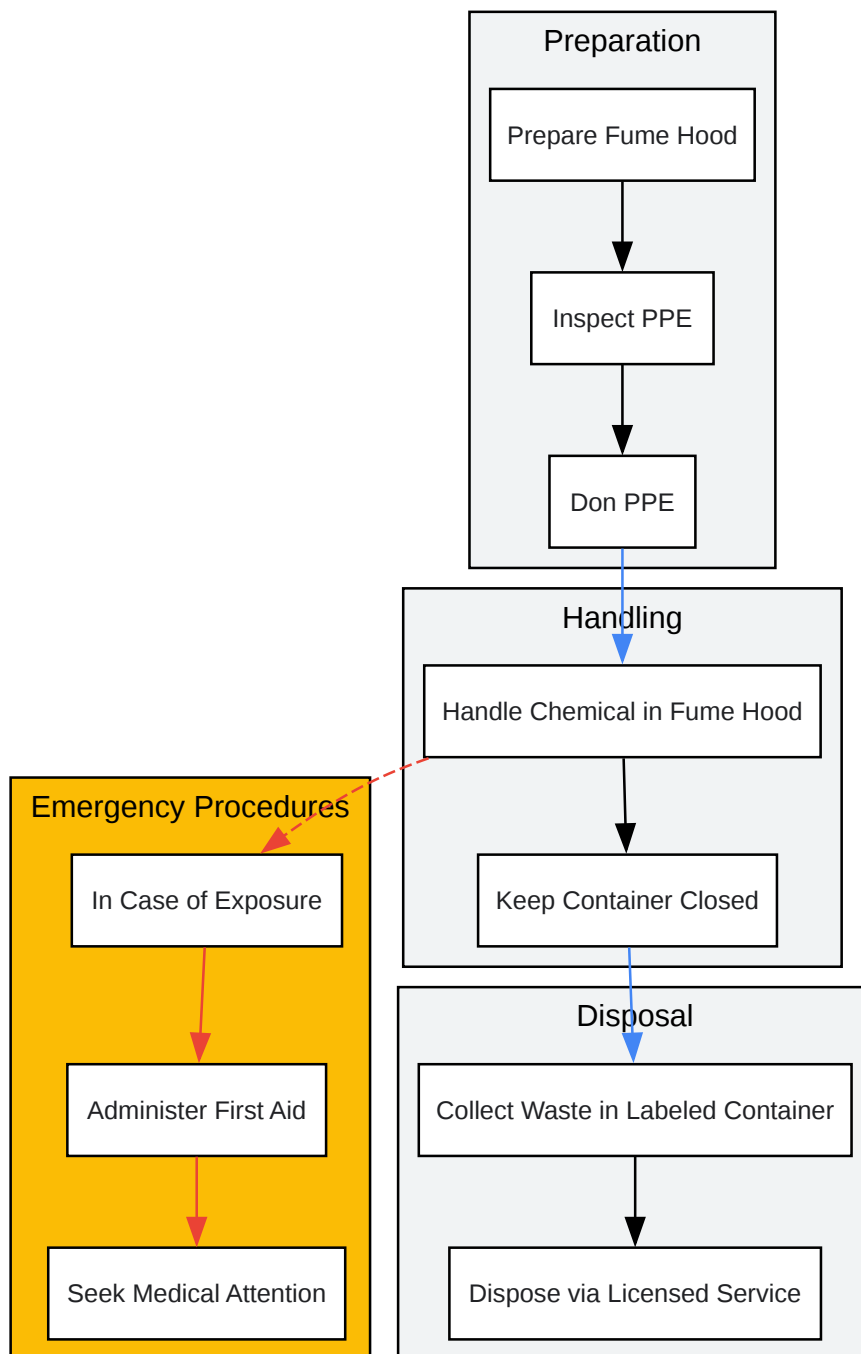 Preparation
Prepare Fume Hood
Inspect PPE
Don PPE
Handling
Handle Chemical in Fume Hood
Keep Container Closed
Emergency Procedures
In Case of Exposure
Administer First Aid
Seek Medical Attention
Disposal
Collect Waste in Labeled Container
Dispose via Licensed Service